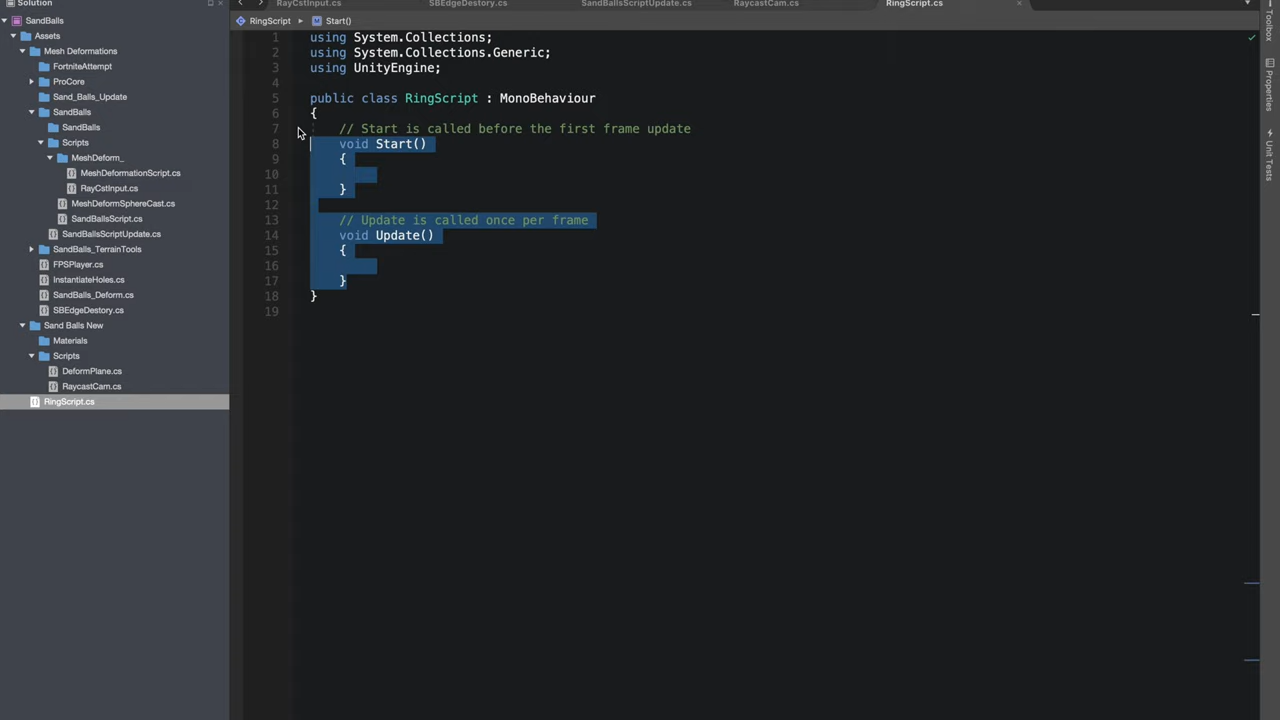 Solution
SandBalls
Assets
Mesh Deformations
FortniteAttempt
ProCore
Sand_Balls_Update
SandBalls
SandBalls
Scripts
MeshDeform_
MeshDeformationScript.cs
RayCstInput.cs
MeshDeformSphereCast.cs
SandBallsScript.cs
SandBallsScriptUpdate.cs
SandBalls_TerrainTools
FPSPlayer.cs
InstantiateHoles.cs
SandBalls_Deform.cs
SBEdgeDestory.cs
Sand Balls New
Materials
Scripts
DeformPlane.cs
RaycastCam.cs
RingScript.cs
RayCstInput.cs SBEdgeDestory.cs SandBallsScriptUpdate.cs RaycastCam.cs RingScript.cs
RingScript Start()
1 using System.Collections;
2 using System.Collections.Generic;
3 using UnityEngine;
4
5 public class RingScript : MonoBehaviour
6 {
7 // Start is called before the first frame update
8 void Start()
9 {
10
11 }
12
13 // Update is called once per frame
14 void Update()
15 {
16
17 }
18 }
19
Toolbox
Properties
Unit Tests